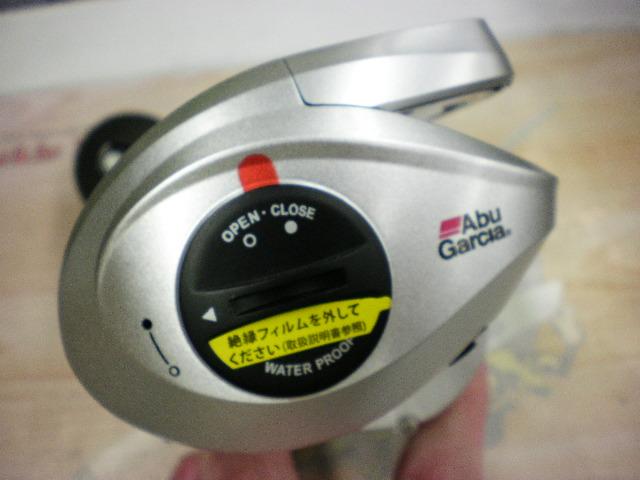 OPEN・CLOSE
Abu
Garcia®
絶縁フィルムを外して
ください(取扱説明書参照)
WATER PROOF